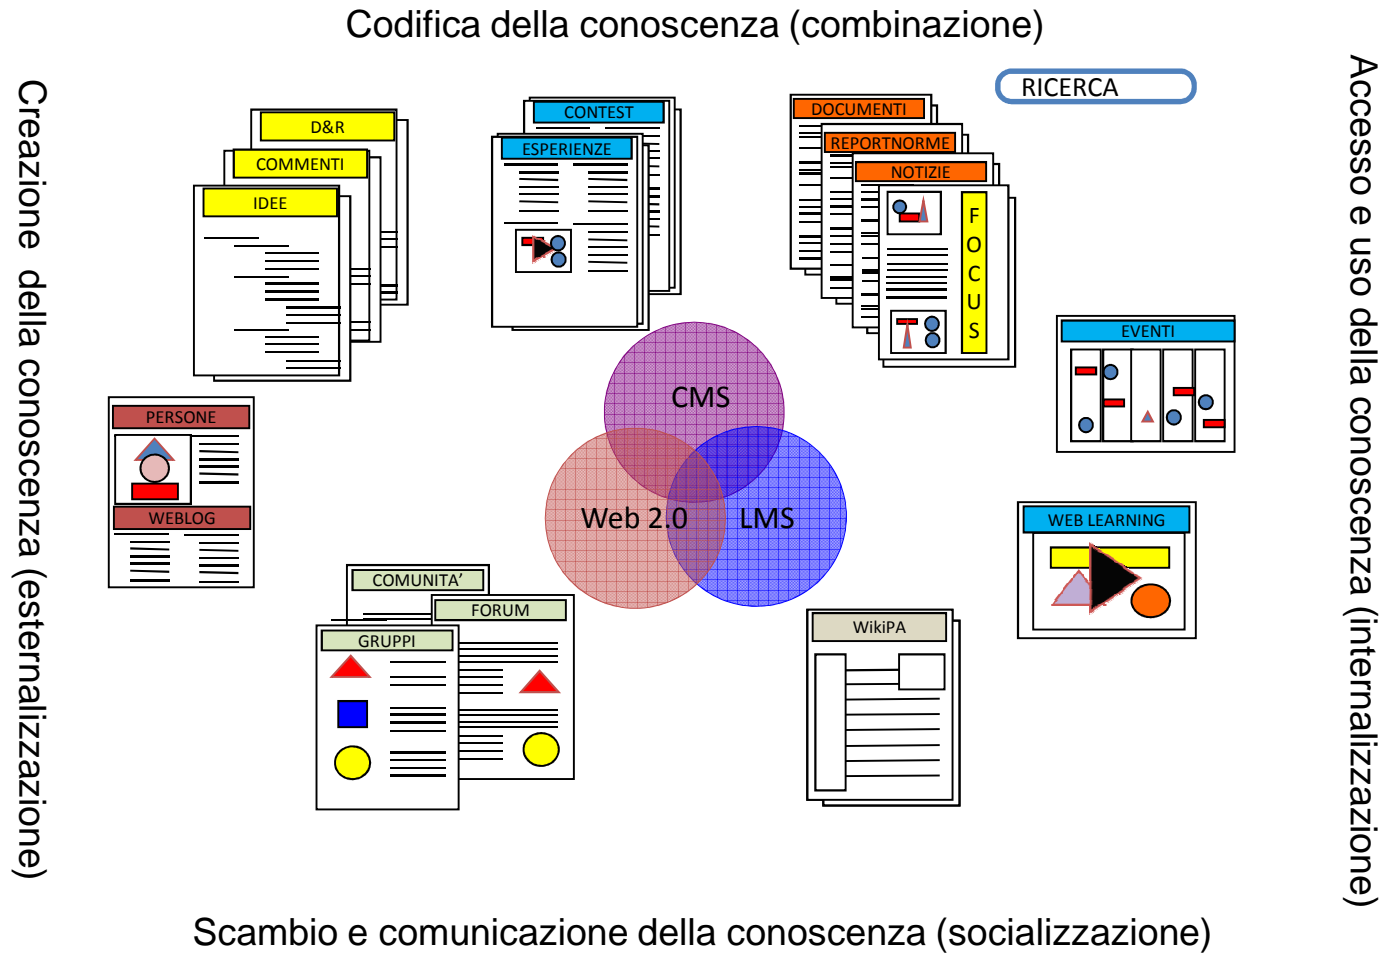 Codifica della conoscenza (combinazione)
RICERCA
Creazione della conoscenza (esternalizzazione)
Accesso e uso della conoscenza (internalizzazione)
D&R
COMMENTI
IDEE
CONTEST
ESPERIENZE
DOCUMENTI
REPORTNORME
NOTIZIE
FOCUS
EVENTI
CMS
Web 2.0
LMS
PERSONE
WEBLOG
WEB LEARNING
COMUNITA’
FORUM
GRUPPI
WikiPA
Scambio e comunicazione della conoscenza (socializzazione)